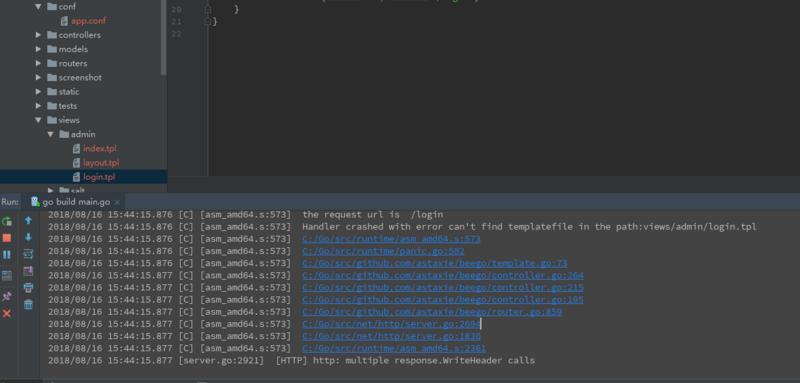 conf
app.conf
controllers
models
routers
screenshot
static
tests
views
admin
index.tpl
layout.tpl
login.tpl
salt
20 }
21 }
22
Run: go build main.go
2018/08/16 15:44:15.876 [C] [asm_amd64.s:573] the request url is /login
2018/08/16 15:44:15.876 [C] [asm_amd64.s:573] Handler crashed with error can't find templatefile in the path:views/admin/login.tpl
2018/08/16 15:44:15.876 [C] [asm_amd64.s:573] C:/Go/src/runtime/asm_amd64.s:573
2018/08/16 15:44:15.876 [C] [asm_amd64.s:573] C:/Go/src/runtime/panic.go:502
2018/08/16 15:44:15.876 [C] [asm_amd64.s:573] C:/Go/src/github.com/astaxie/beego/template.go:73
2018/08/16 15:44:15.876 [C] [asm_amd64.s:573] C:/Go/src/github.com/astaxie/beego/controller.go:264
2018/08/16 15:44:15.877 [C] [asm_amd64.s:573] C:/Go/src/github.com/astaxie/beego/controller.go:215
2018/08/16 15:44:15.877 [C] [asm_amd64.s:573] C:/Go/src/github.com/astaxie/beego/controller.go:185
2018/08/16 15:44:15.877 [C] [asm_amd64.s:573] C:/Go/src/github.com/astaxie/beego/router.go:859
2018/08/16 15:44:15.877 [C] [asm_amd64.s:573] C:/Go/src/net/http/server.go:2694
2018/08/16 15:44:15.877 [C] [asm_amd64.s:573] C:/Go/src/net/http/server.go:1830
2018/08/16 15:44:15.877 [C] [asm_amd64.s:573] C:/Go/src/runtime/asm_amd64.s:2361
2018/08/16 15:44:15.877 [server.go:2921] [HTTP] http: multiple response.WriteHeader calls